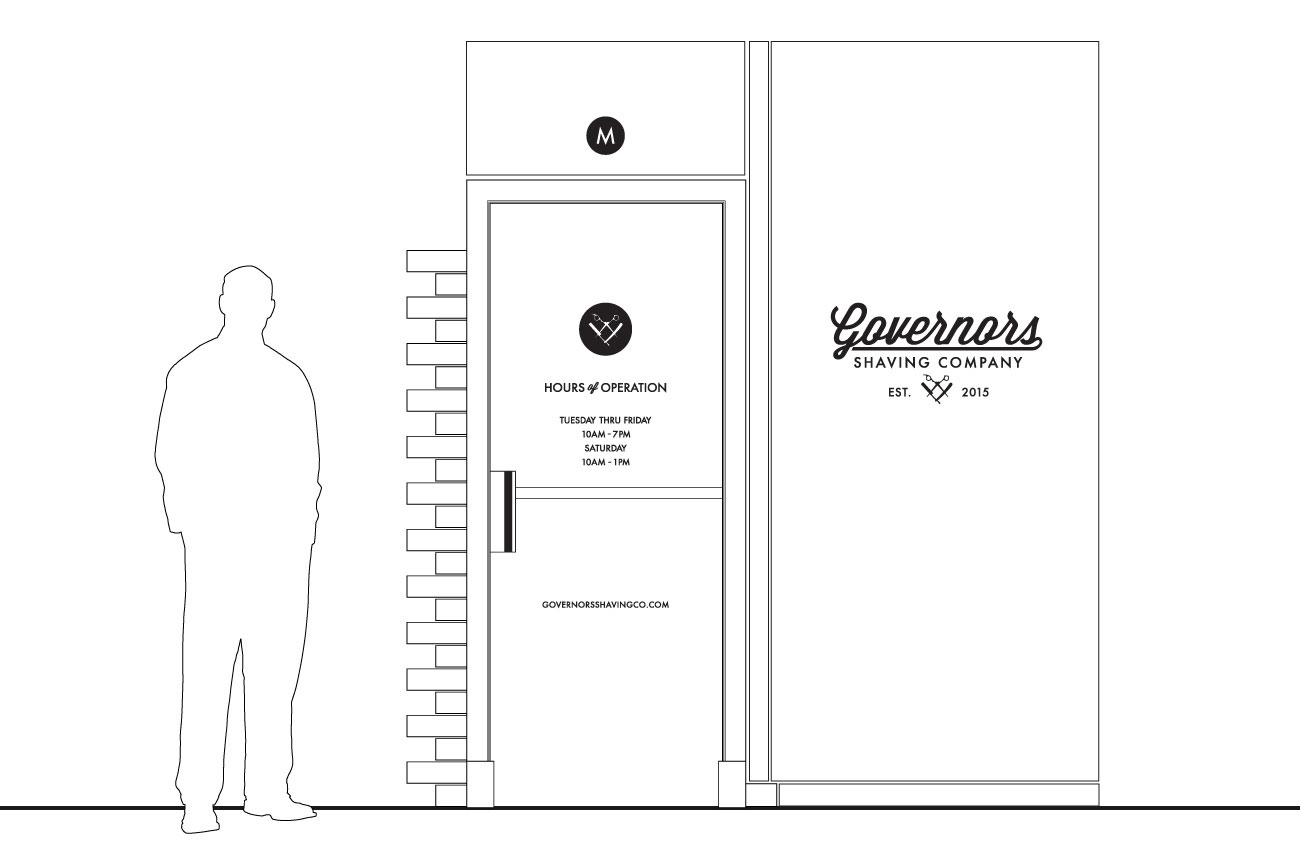 M
HOURS of OPERATION
TUESDAY THRU FRIDAY
10AM - 7PM
SATURDAY
10AM - 1PM
GOVERNORSSHAVINGCO.COM
Governors
SHAVING COMPANY
EST. 2015